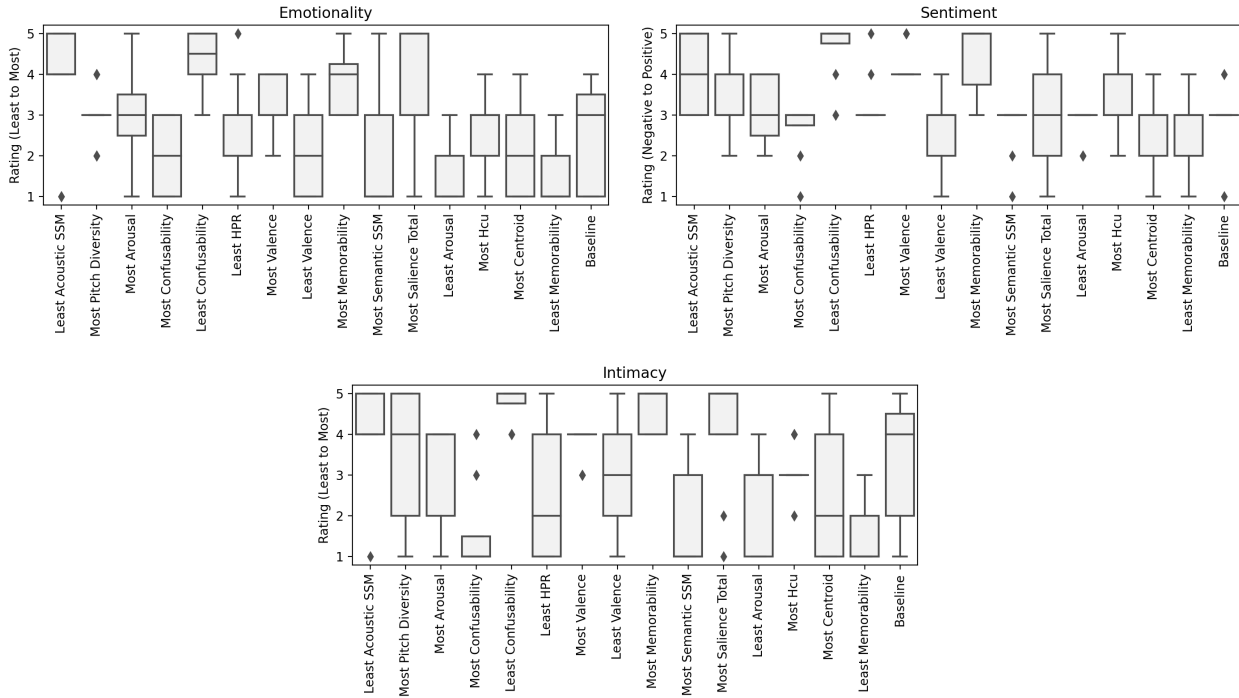 Emotionality
Rating (Least to Most)
5
4
3
2
1
Least Acoustic SSM
Most Pitch Diversity
Most Arousal
Most Confusability
Least Confusability
Least HPR
Most Valence
Least Valence
Most Memorability
Most Semantic SSM
Most Salience Total
Least Arousal
Most Hcu
Most Centroid
Least Memorability
Baseline
Sentiment
Rating (Negative to Positive)
5
4
3
2
1
Least Acoustic SSM
Most Pitch Diversity
Most Arousal
Most Confusability
Least Confusability
Least HPR
Most Valence
Least Valence
Most Memorability
Most Semantic SSM
Most Salience Total
Least Arousal
Most Hcu
Most Centroid
Least Memorability
Baseline
Intimacy
Rating (Least to Most)
5
4
3
2
1
Least Acoustic SSM
Most Pitch Diversity
Most Arousal
Most Confusability
Least Confusability
Least HPR
Most Valence
Least Valence
Most Memorability
Most Semantic SSM
Most Salience Total
Least Arousal
Most Hcu
Most Centroid
Least Memorability
Baseline